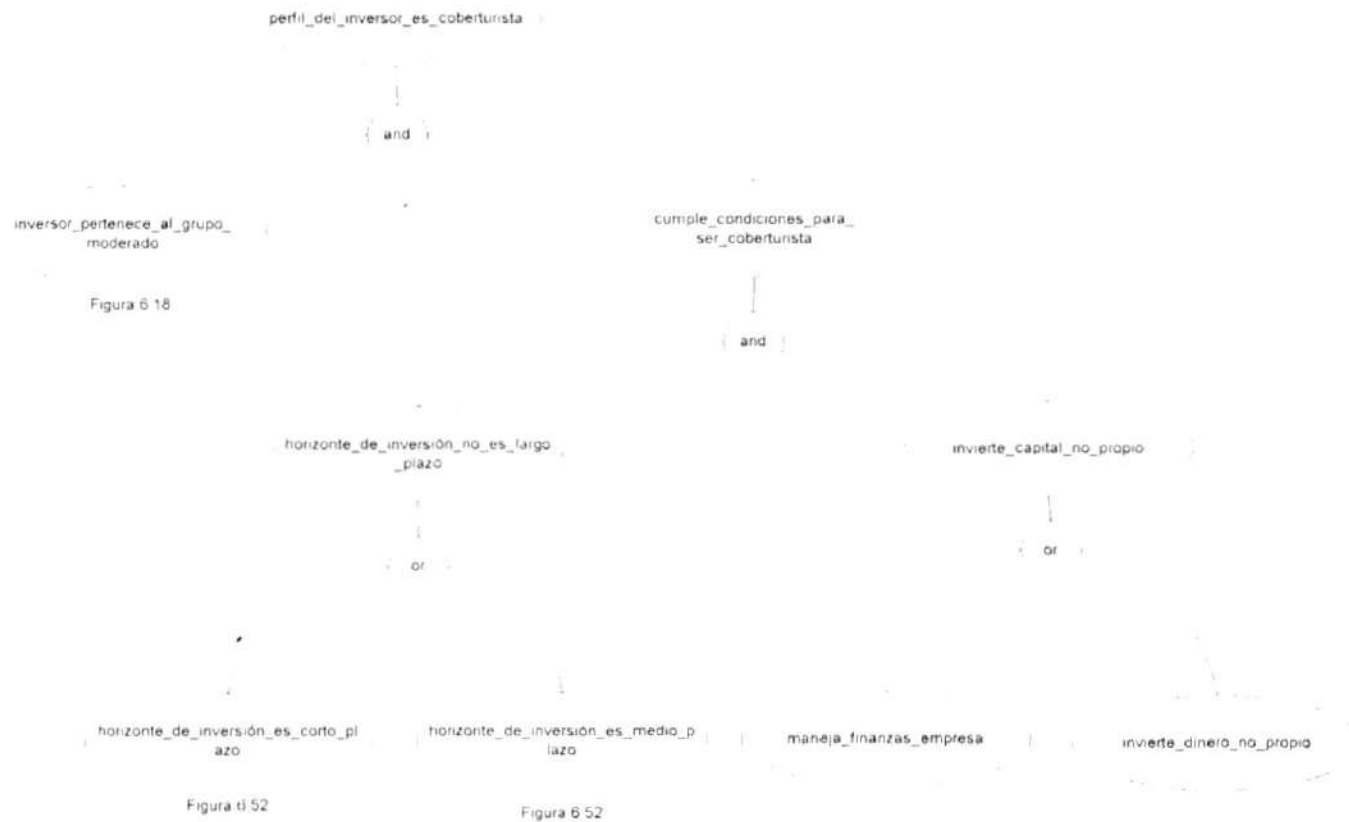 perfil_del_inversor_es_coberturista
and
inversor_pertenece_al_grupo_
moderado
cumple_condiciones_para_
ser_coberturista
Figura 6.18
and
horizonte_de_inversión_no_es_largo
_plazo
invierte_capital_no_propio
or
or
horizonte_de_inversión_es_corto_pl
azo
horizonte_de_inversión_es_medio_p
lazo
maneja_finanzas_empresa
invierte_dinero_no_propio
Figura 6.52
Figura 6.52